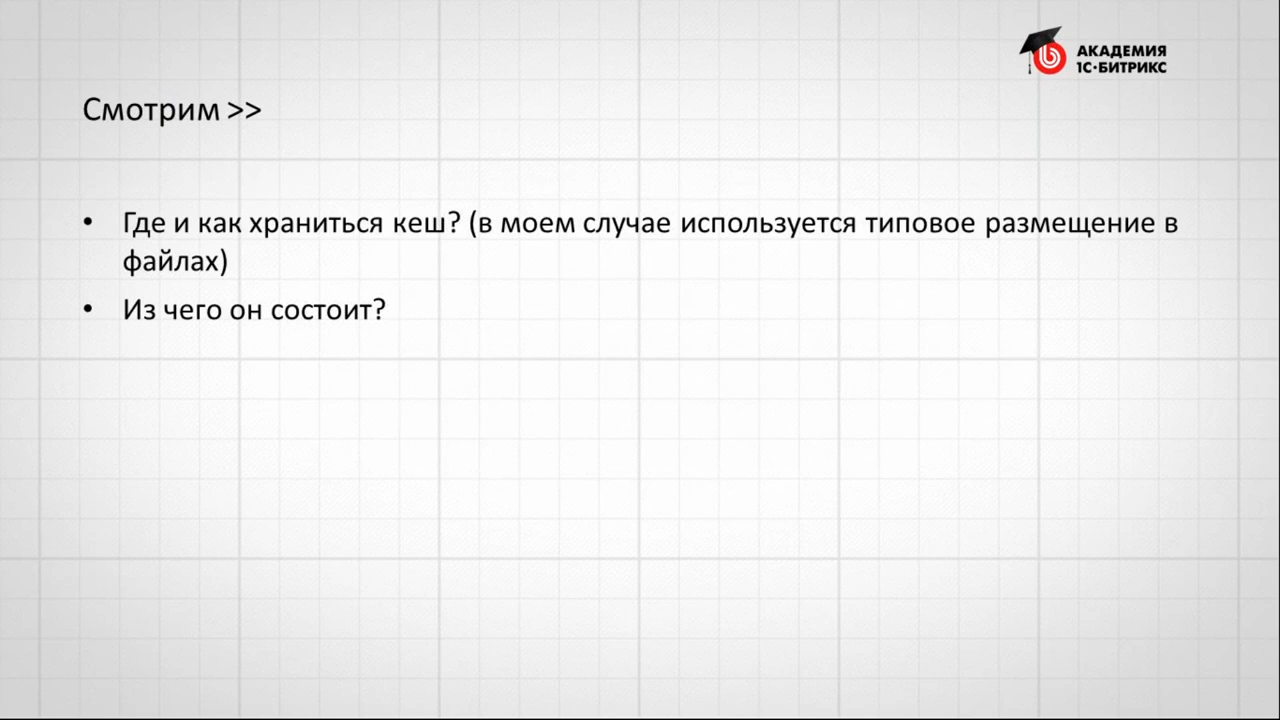 АКАДЕМИЯ
1С·БИТРИКС
Смотрим >>
• Где и как храниться кеш? (в моем случае используется типовое размещение в
файлах)
• Из чего он состоит?